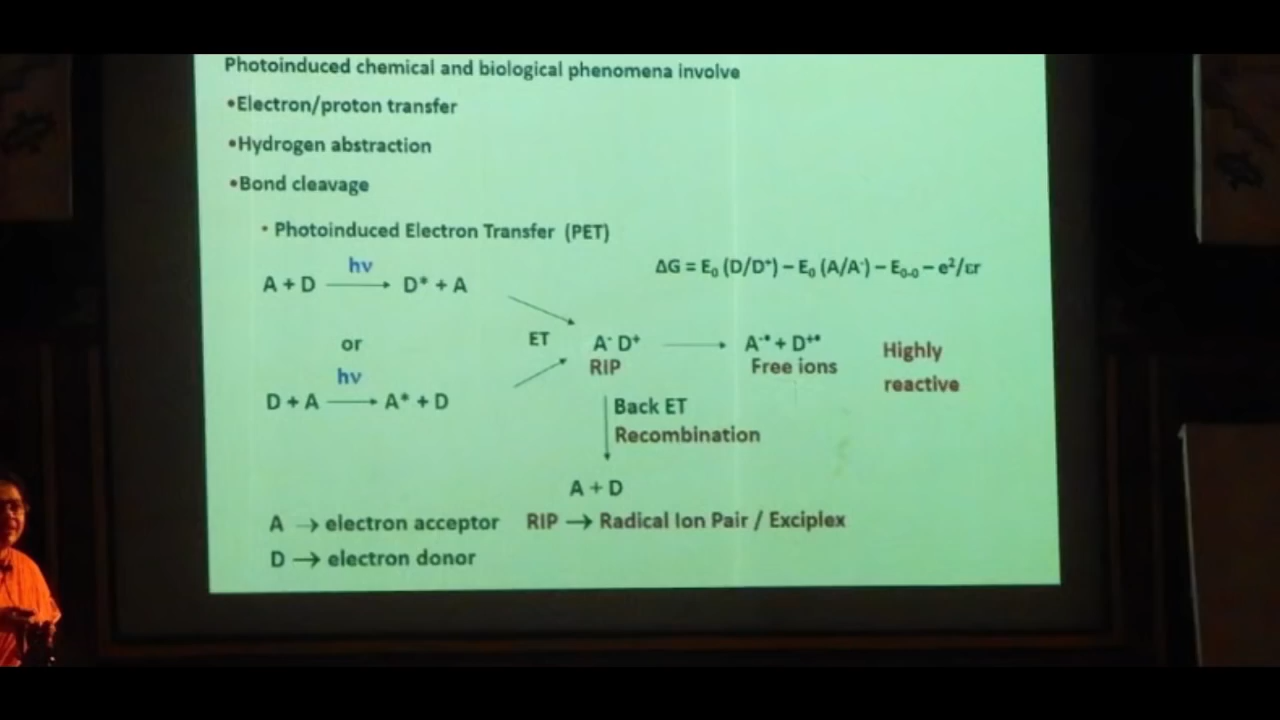 Photoinduced chemical and biological phenomena involve
•Electron/proton transfer
•Hydrogen abstraction
•Bond cleavage
• Photoinduced Electron Transfer (PET)
ΔG = E₀ (D/D⁺) – E₀ (A/A⁻) – E₀₋₀ – e²/εr
hν
A + D → D* + A
or
ET
A⁻ D⁺ → A⁻• + D⁺•
RIP
Free ions
Highly
reactive
hν
D + A → A* + D
Back ET
Recombination
A + D
A → electron acceptor RIP → Radical Ion Pair / Exciplex
D → electron donor